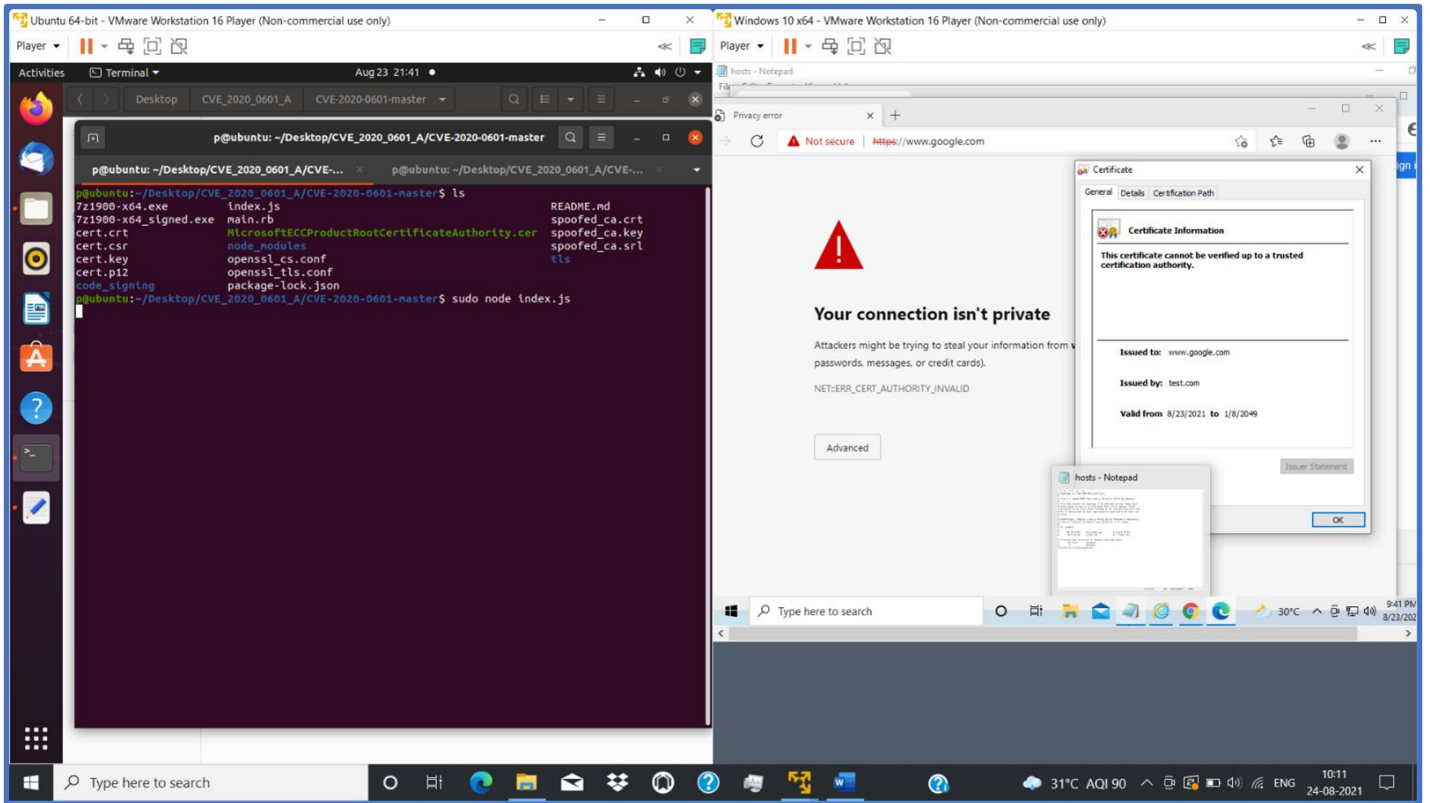 Ubuntu 64-bit - VMware Workstation 16 Player (Non-commercial use only)
Player
Activities
Terminal
Aug 23 21:41
Desktop
CVE_2020_0601_A
CVE-2020-0601-master
p@ubuntu: ~/Desktop/CVE_2020_0601_A/CVE-2020-0601-master
p@ubuntu: ~/Desktop/CVE_2020_0601_A/CVE-...
p@ubuntu: ~/Desktop/CVE_2020_0601_A/CVE-...
p@ubuntu:~/Desktop/CVE_2020_0601_A/CVE-2020-0601-master$ ls
7z1900-x64.exe index.js README.md
7z1900-x64_signed.exe main.rb spoofed_ca.crt
cert.crt MicrosoftECCProductRootCertificateAuthority.cer spoofed_ca.key
cert.csr node_modules spoofed_ca.srl
cert.key openssl_cs.conf tls
cert.p12 openssl_tls.conf
code_signing package-lock.json
p@ubuntu:~/Desktop/CVE_2020_0601_A/CVE-2020-0601-master$ sudo node index.js
Windows 10 x64 - VMware Workstation 16 Player (Non-commercial use only)
Player
hosts - Notepad
Privacy error
Not secure
https://www.google.com
Your connection isn't private
Attackers might be trying to steal your information from
passwords, messages, or credit cards).
NET::ERR_CERT_AUTHORITY_INVALID
Advanced
Certificate
General Details Certification Path
Certificate Information
This certificate cannot be verified up to a trusted
certification authority.
Issued to: www.google.com
Issued by: test.com
Valid from 8/23/2021 to 1/8/2049
Issuer Statement
OK
hosts - Notepad
Type here to search
30°C
9:41 PM
8/23/202
Type here to search
31°C AQI 90
ENG
10:11
24-08-2021